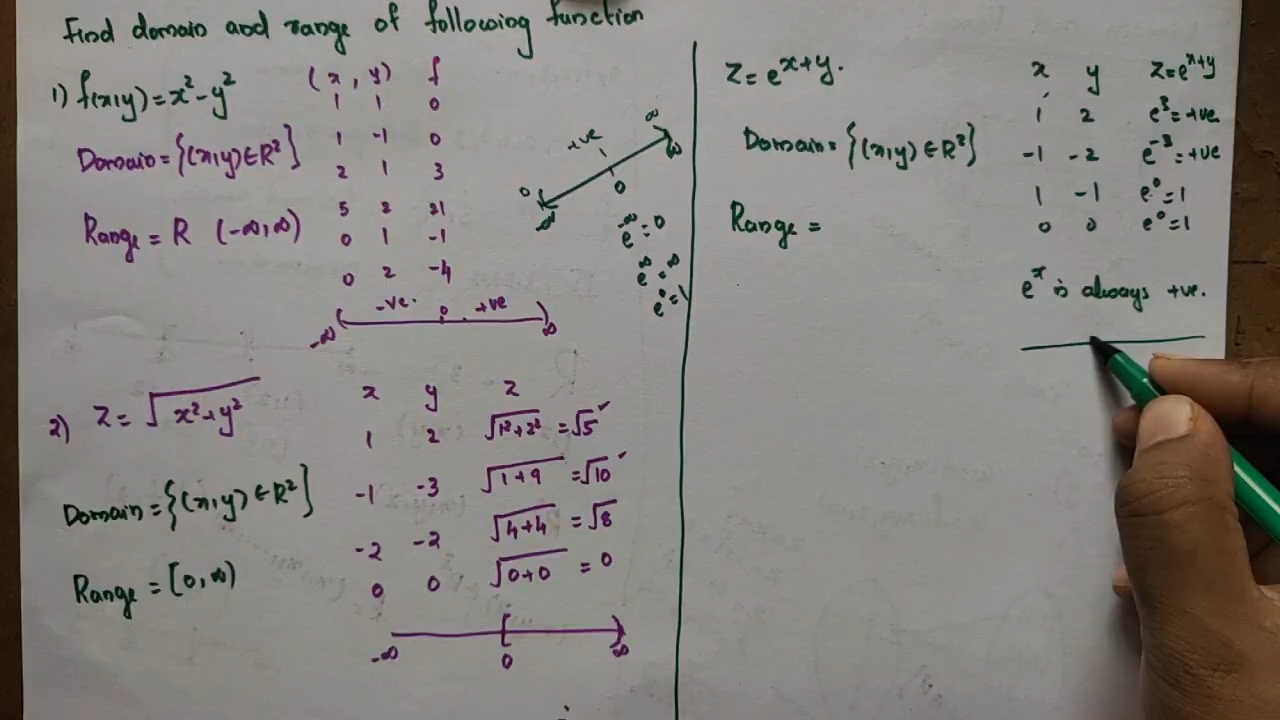 Find domain and range of following function
1) f(x,y) = x² - y²
(x, y) f
1 1 0
1 -1 0
Domain = {(x,y) ∈ R²}
2 1 3
5 2 21
Range = R (-∞, ∞)
0 1 -1
0 2 -4
-ve. 0 +ve
-∞ ∞
+ve
∞
∞
0
0
e^-∞ = 0
e^∞ = ∞
e^0 = 1
2) Z = √x²+y²
x y z
1 2 √1²+2² = √5
-1 -3 √1+9 = √10
Domain = {(x,y) ∈ R²}
-2 -2 √4+4 = √8
Range = [0, ∞)
0 0 √0+0 = 0
-∞ 0 ∞
Z = e^x+y.
x y Z = e^x+y
1 2 e³ = +ve
Domain = {(x,y) ∈ R²}
-1 -2 e^-3 = +ve
1 -1 e^0 = 1
Range =
0 0 e^0 = 1
e^x is always +ve.